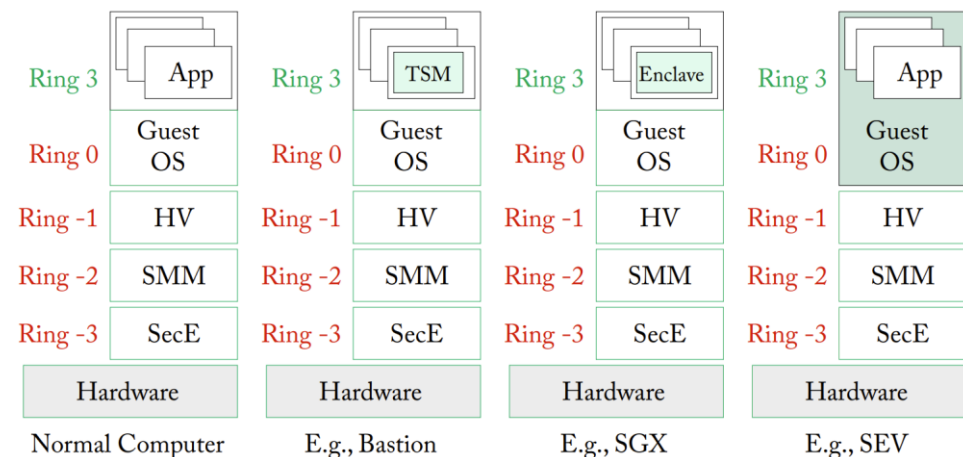 Ring 3
App
Ring 0
Guest
OS
Ring -1
HV
Ring -2
SMM
Ring -3
SecE
Hardware
Normal Computer
Ring 3
TSM
Ring 0
Guest
OS
Ring -1
HV
Ring -2
SMM
Ring -3
SecE
Hardware
E.g., Bastion
Ring 3
Enclave
Ring 0
Guest
OS
Ring -1
HV
Ring -2
SMM
Ring -3
SecE
Hardware
E.g., SGX
Ring 3
App
Ring 0
Guest
OS
Ring -1
HV
Ring -2
SMM
Ring -3
SecE
Hardware
E.g., SEV